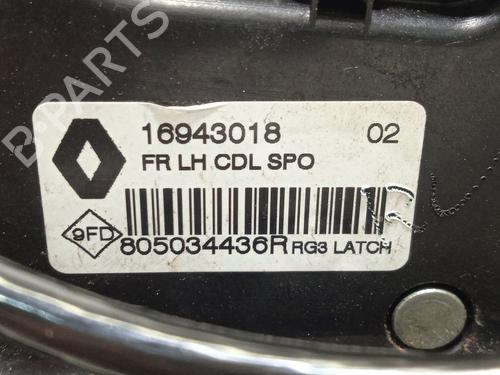 B-PARTS
16943018 02
FR LH CDL SPO
9FD
805034436R RG3 LATCH